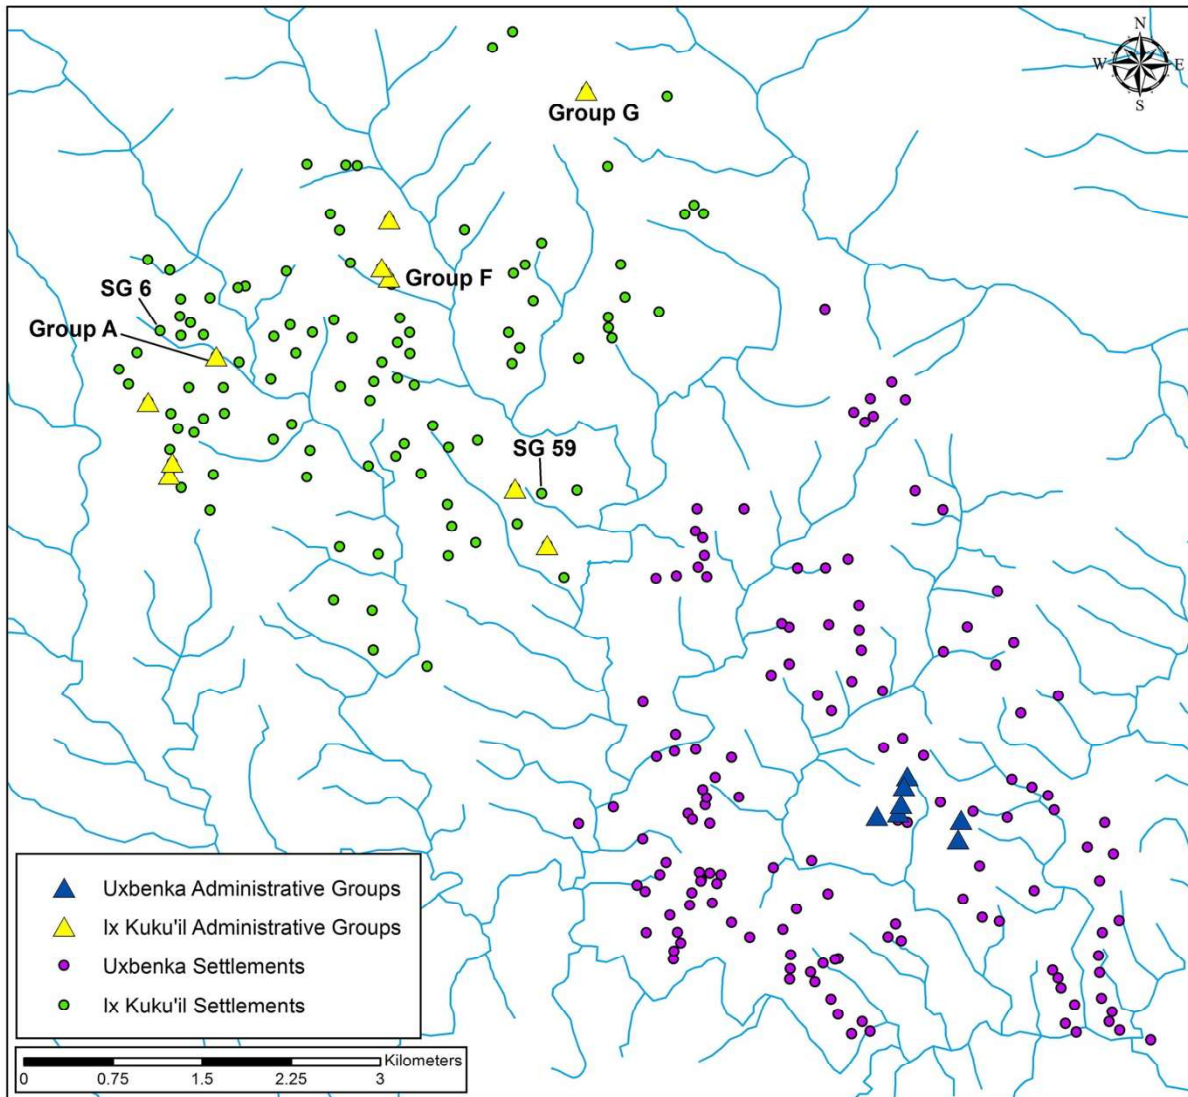 N
W E
S
Group G
Group F
SG 6
Group A
SG 59
Uxbenka Administrative Groups
Ix Kuku'il Administrative Groups
Uxbenka Settlements
Ix Kuku'il Settlements
Kilometers
0 0.75 1.5 2.25 3